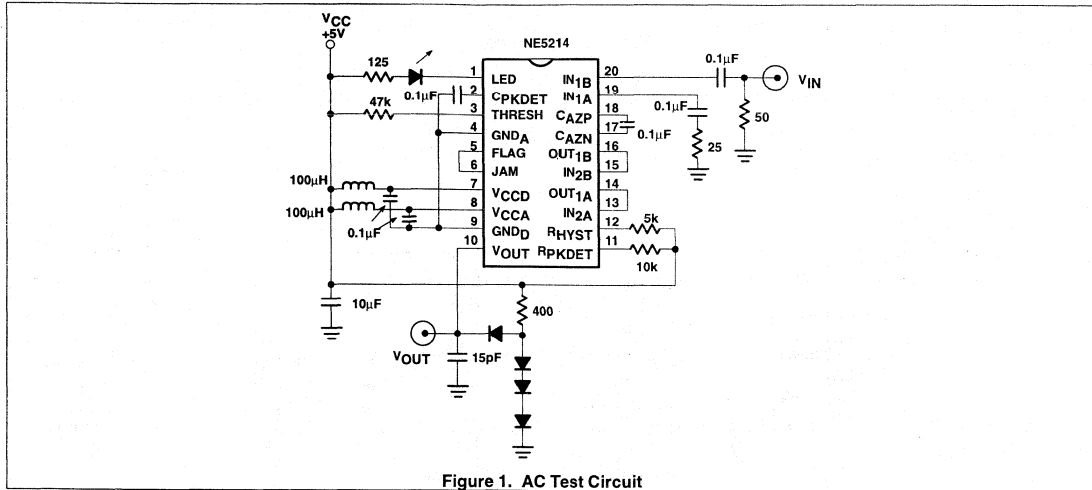 VCC
+5V
NE5214
125
1
LED
IN1B
20
0.1µF
VIN
0.1µF
2
CPKDET
IN1A
19
47k
3
THRESH
CAZP
18
0.1µF
50
4
GNDA
CAZN
17
0.1µF
5
FLAG
OUT1B
16
25
6
JAM
IN2B
15
100µH
7
VCCD
OUT1A
14
100µH
8
VCCA
IN2A
13
0.1µF
9
GNDD
RHYST
12
5k
10
VOUT
RPKDET
11
10k
10µF
400
VOUT
15pF
Figure 1. AC Test Circuit